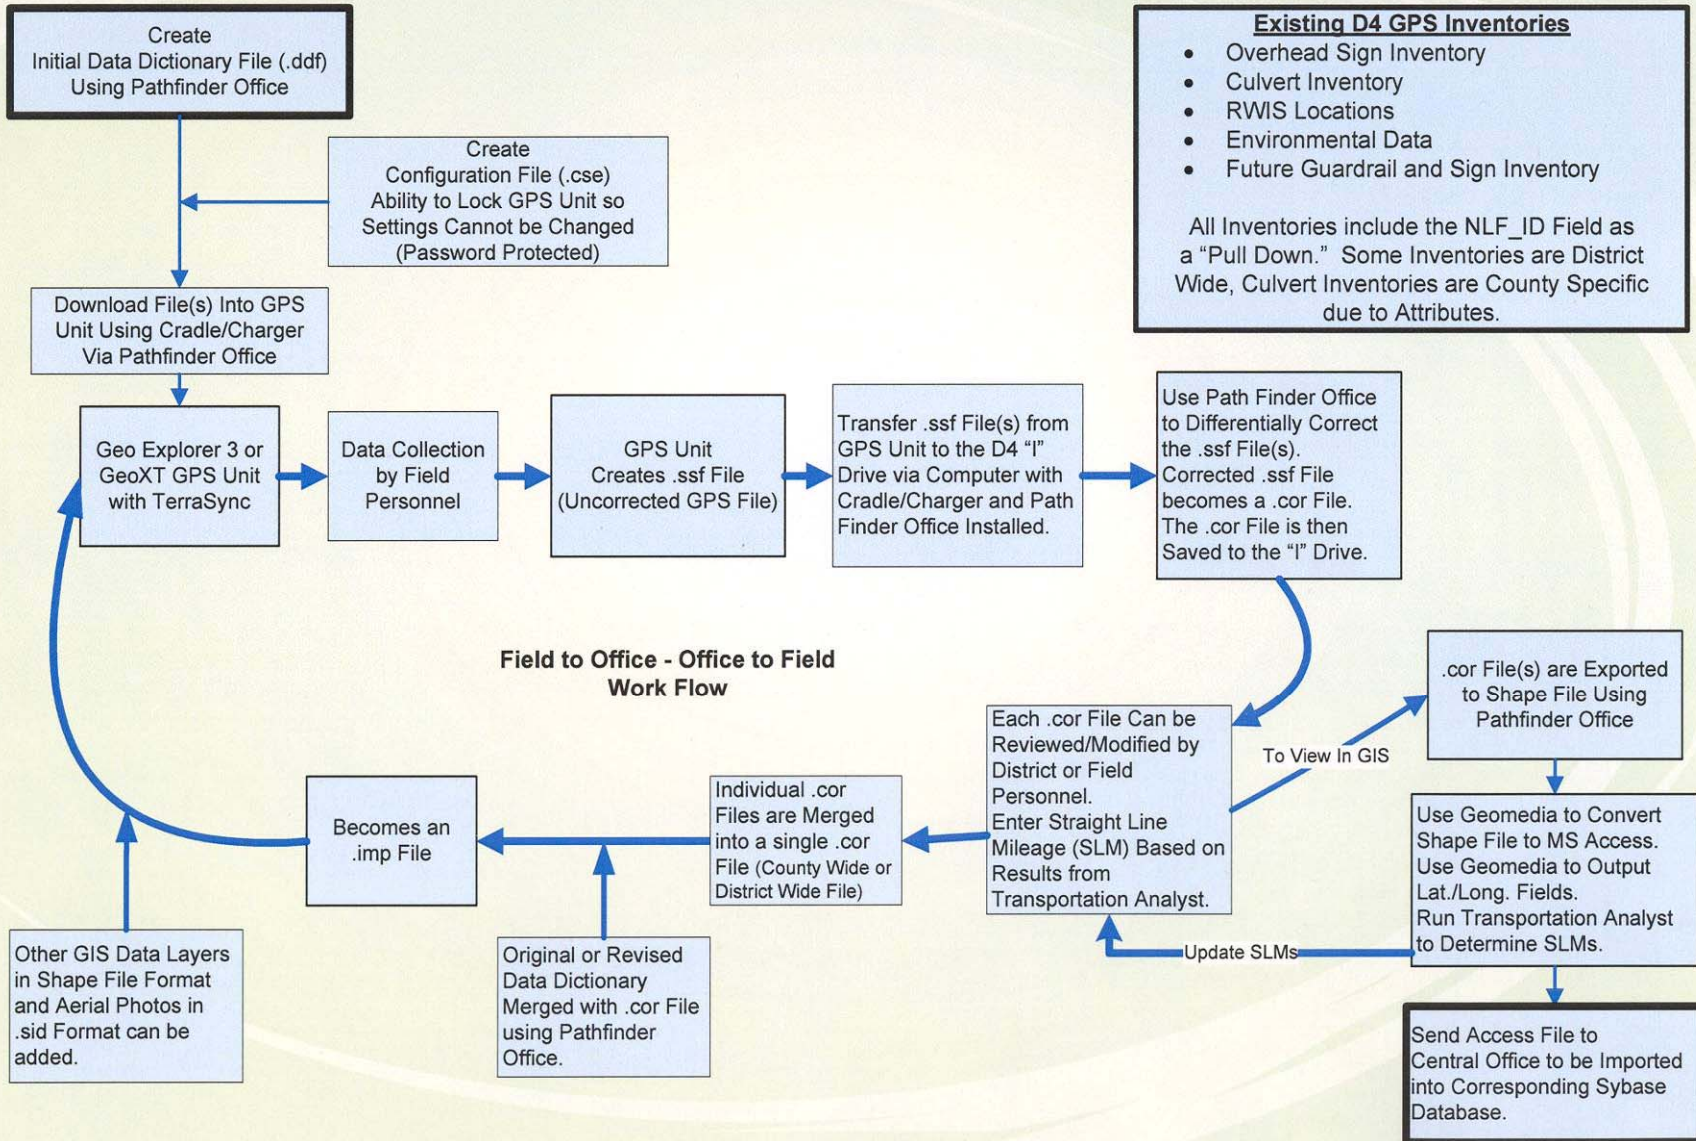 Create
Initial Data Dictionary File (.ddf)
Using Pathfinder Office
Create
Configuration File (.cse)
Ability to Lock GPS Unit so
Settings Cannot be Changed
(Password Protected)
Download File(s) Into GPS
Unit Using Cradle/Charger
Via Pathfinder Office
Existing D4 GPS Inventories
• Overhead Sign Inventory
• Culvert Inventory
• RWIS Locations
• Environmental Data
• Future Guardrail and Sign Inventory
All Inventories include the NLF_ID Field as
a “Pull Down.” Some Inventories are District
Wide, Culvert Inventories are County Specific
due to Attributes.
Geo Explorer 3 or
GeoXT GPS Unit
with TerraSync
Data Collection
by Field
Personnel
GPS Unit
Creates .ssf File
(Uncorrected GPS File)
Transfer .ssf File(s) from
GPS Unit to the D4 “I”
Drive via Computer with
Cradle/Charger and Path
Finder Office Installed.
Use Path Finder Office
to Differentially Correct
the .ssf File(s).
Corrected .ssf File
becomes a .cor File.
The .cor File is then
Saved to the “I” Drive.
Field to Office - Office to Field
Work Flow
Each .cor File Can be
Reviewed/Modified by
District or Field
Personnel.
Enter Straight Line
Mileage (SLM) Based on
Results from
Transportation Analyst.
To View In GIS
.cor File(s) are Exported
to Shape File Using
Pathfinder Office
Use Geomedia to Convert
Shape File to MS Access.
Use Geomedia to Output
Lat./Long. Fields.
Run Transportation Analyst
to Determine SLMs.
Update SLMs
Send Access File to
Central Office to be Imported
into Corresponding Sybase
Database.
Individual .cor
Files are Merged
into a single .cor
File (County Wide or
District Wide File)
Original or Revised
Data Dictionary
Merged with .cor File
using Pathfinder
Office.
Becomes an
.imp File
Other GIS Data Layers
in Shape File Format
and Aerial Photos in
.sid Format can be
added.